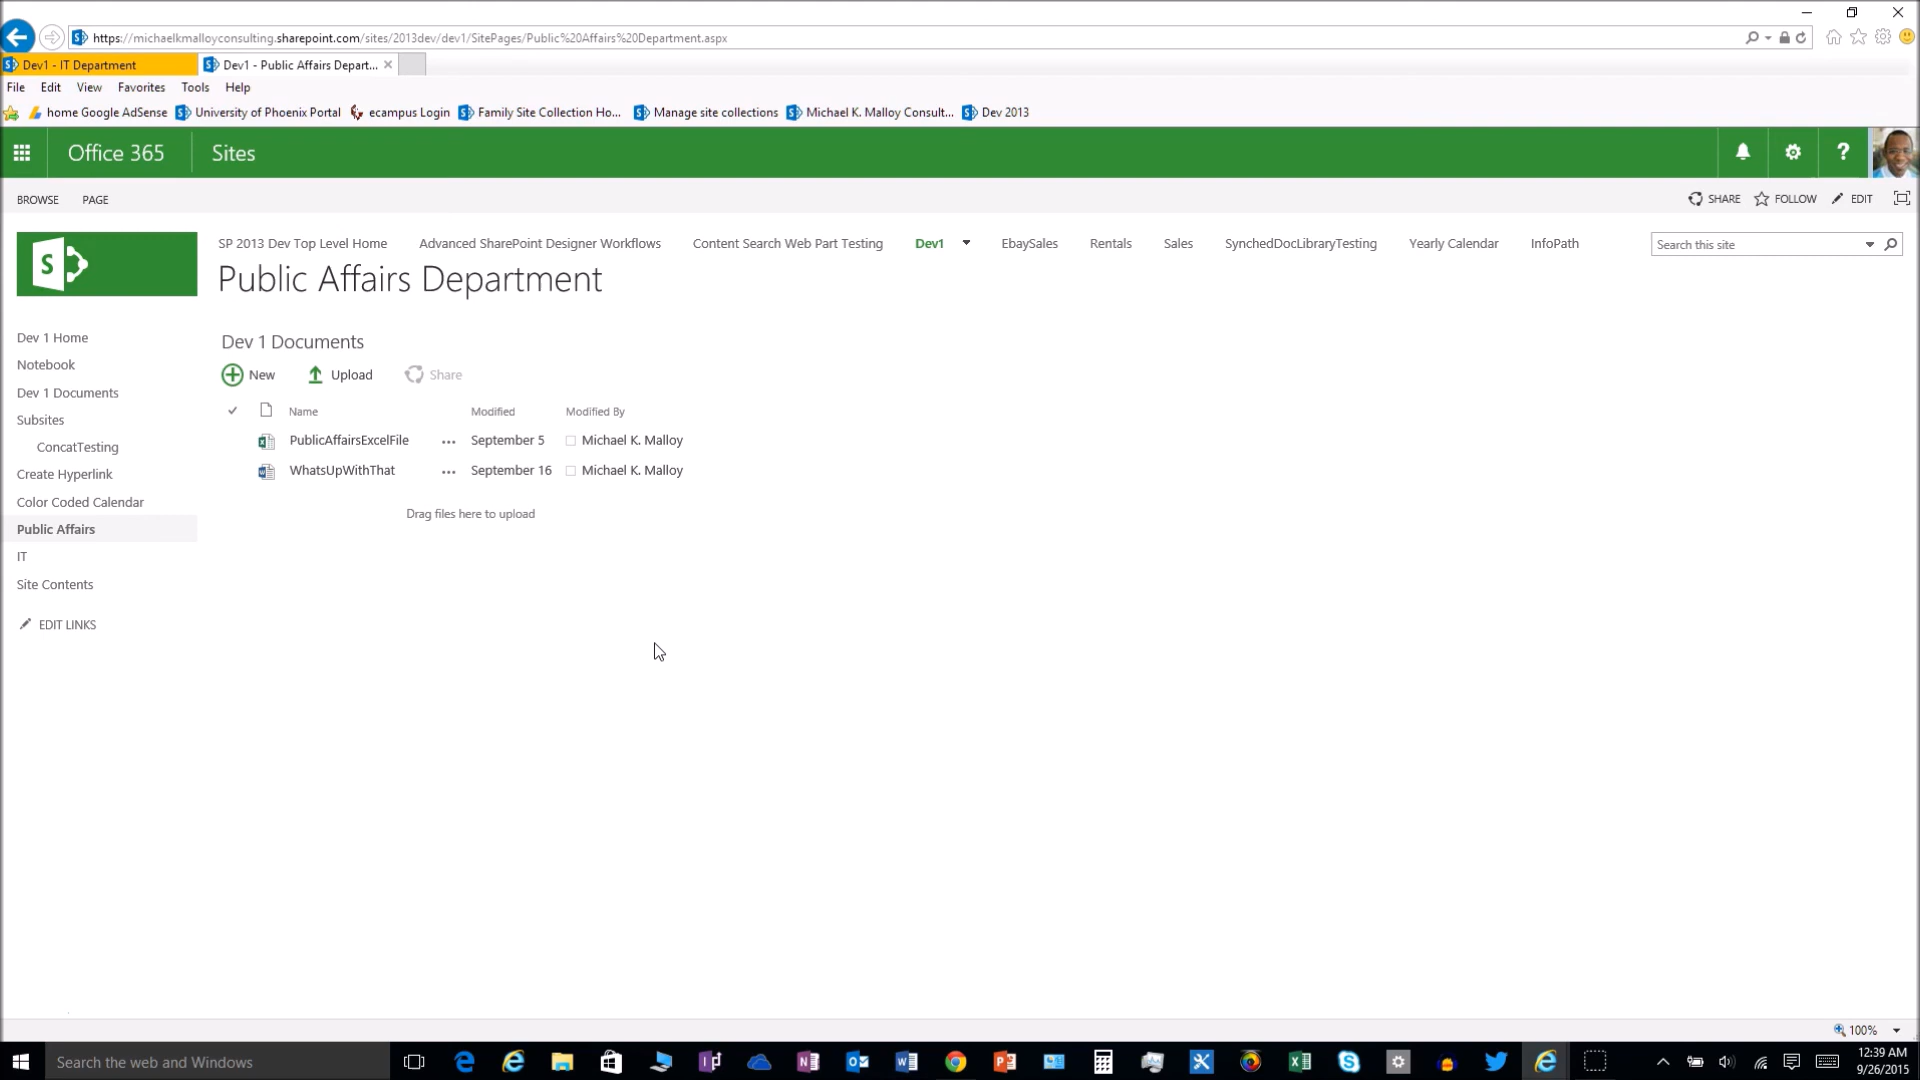 https://michaelkmalloyconsulting.sharepoint.com/sites/2013dev/dev1/SitePages/Public%20Affairs%20Department.aspx
Dev1 - IT Department Dev1 - Public Affairs Depart...
File Edit View Favorites Tools Help
home Google AdSense University of Phoenix Portal ecampus Login Family Site Collection Ho... Manage site collections Michael K. Malloy Consult... Dev 2013
Office 365 Sites ?
BROWSE PAGE SHARE FOLLOW EDIT
SP 2013 Dev Top Level Home Advanced SharePoint Designer Workflows Content Search Web Part Testing Dev1 EbaySales Rentals Sales SynchedDocLibraryTesting Yearly Calendar InfoPath Search this site
Public Affairs Department
Dev 1 Home
Notebook
Dev 1 Documents
Subsites
ConcatTesting
Create Hyperlink
Color Coded Calendar
Public Affairs
IT
Site Contents
EDIT LINKS
Dev 1 Documents
New Upload Share
Name Modified Modified By
PublicAffairsExcelFile ... September 5 Michael K. Malloy
WhatsUpWithThat ... September 16 Michael K. Malloy
Drag files here to upload
100%
Search the web and Windows
12:39 AM
9/26/2015